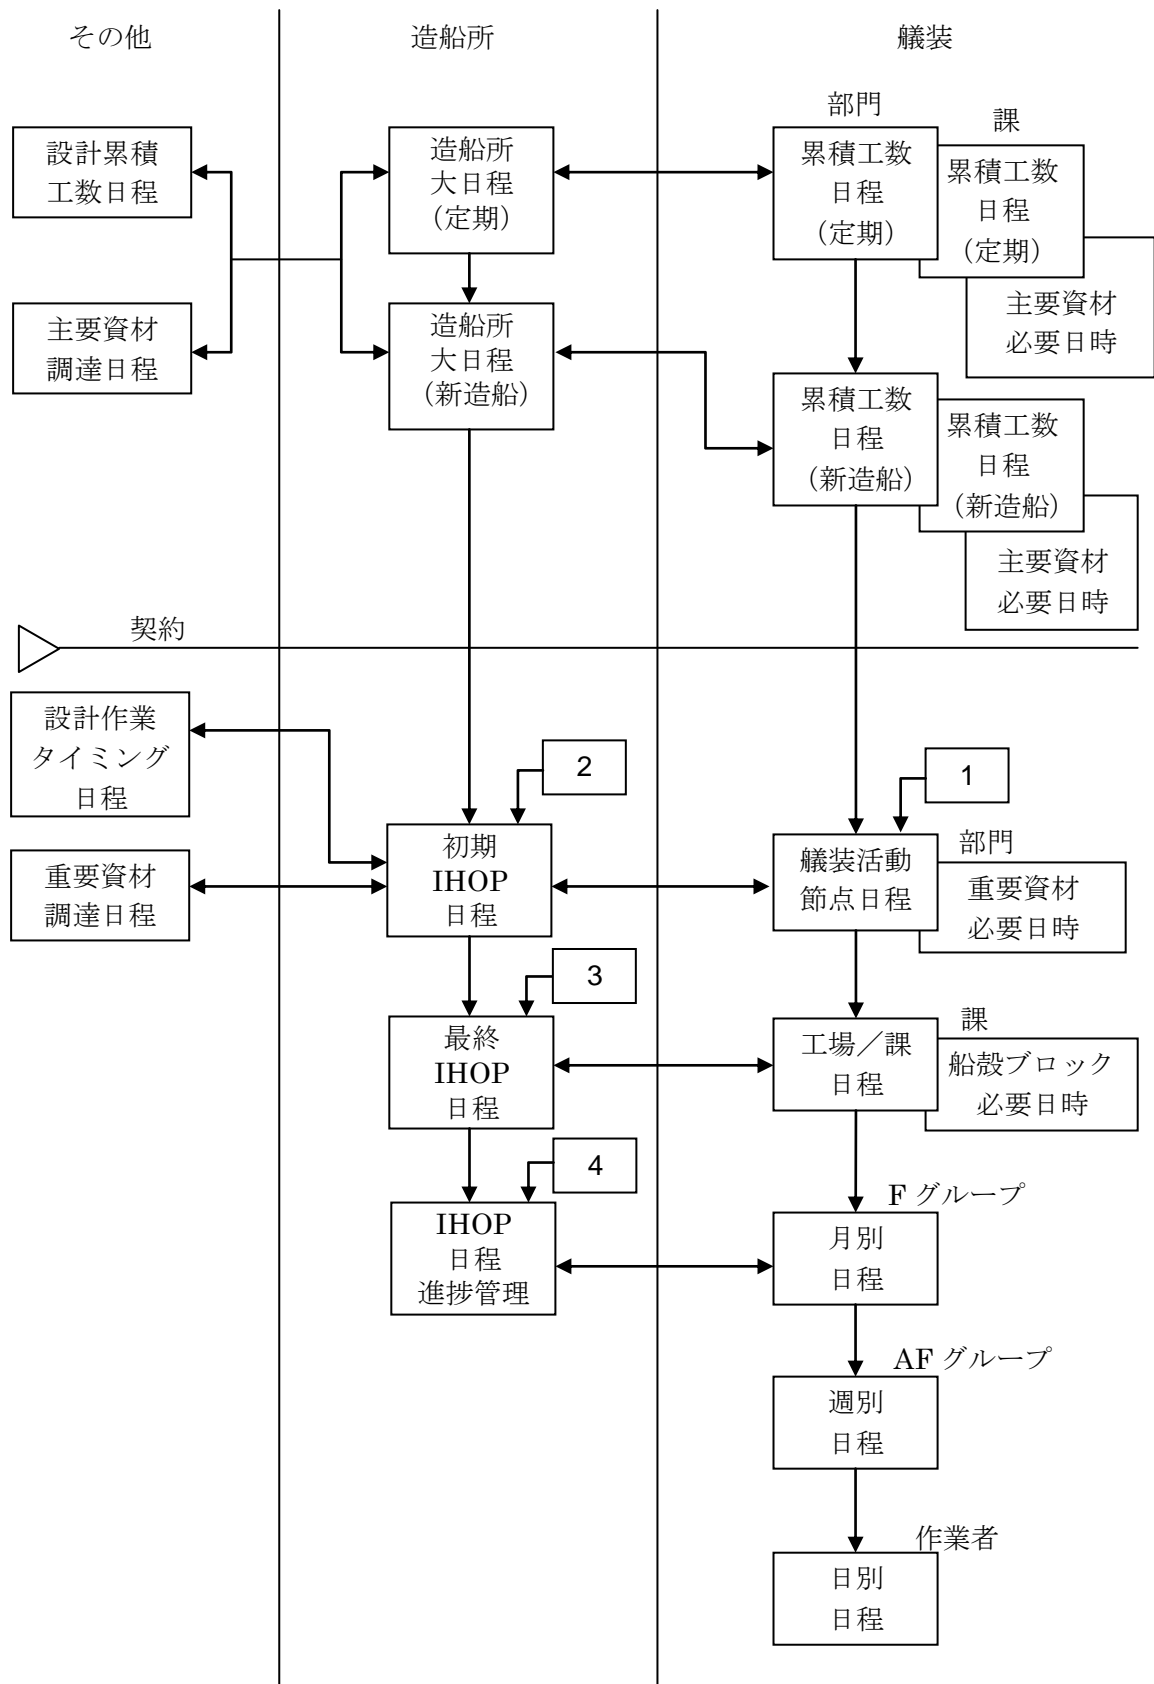 その他
造船所
艤装
部門
課
設計累積
工数日程
造船所
大日程
（定期）
累積工数
日程
（定期）
累積工数
日程
（定期）
主要資材
必要日時
主要資材
調達日程
造船所
大日程
（新造船）
累積工数
日程
（新造船）
累積工数
日程
（新造船）
主要資材
必要日時
契約
設計作業
タイミング
日程
2
1
重要資材
調達日程
初期
IHOP
日程
艤装活動
節点日程
部門
重要資材
必要日時
3
最終
IHOP
日程
工場／課
日程
課
船殻ブロック
必要日時
4
IHOP
日程
進捗管理
F グループ
月別
日程
AF グループ
週別
日程
作業者
日別
日程